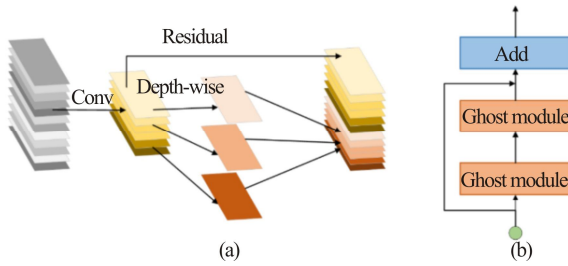 Residual
Conv
Depth-wise
(a)
Add
Ghost module
Ghost module
(b)